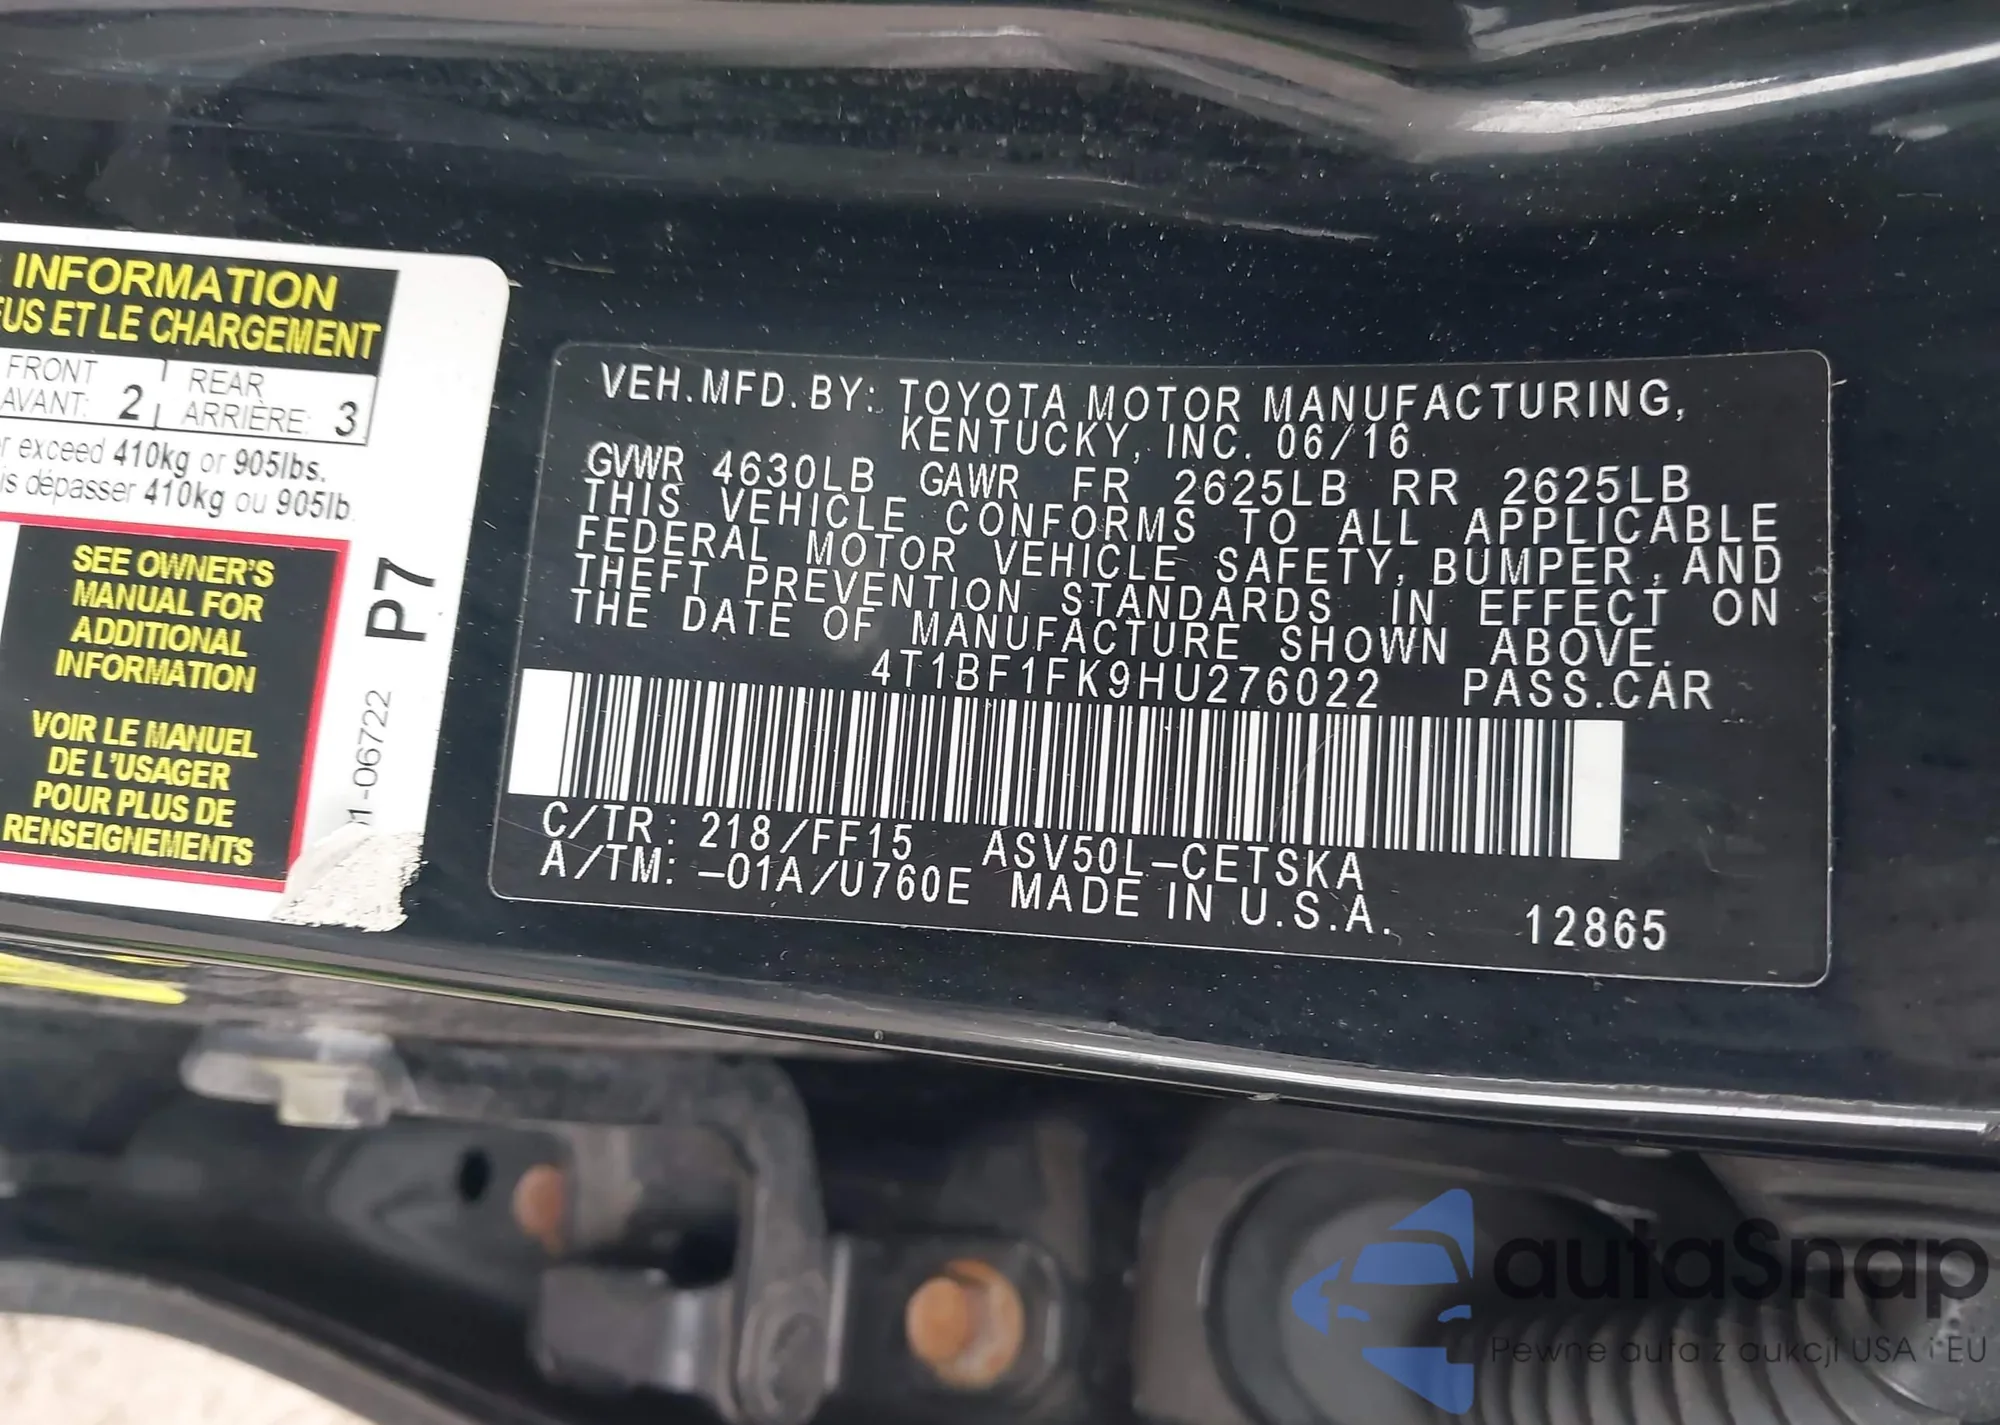 INFORMATION
ET LE CHARGEMENT
FRONT
AVANT: 2
REAR
ARRIÈRE: 3
exceed 410kg or 905lbs.
dépasser 410kg ou 905lb
SEE OWNER'S
MANUAL FOR
ADDITIONAL
INFORMATION
VOIR LE MANUEL
DE L'USAGER
POUR PLUS DE
RENSEIGNEMENTS
P7
-06722
VEH.MFD.BY: TOYOTA MOTOR MANUFACTURING,
KENTUCKY, INC. 06/16
GVWR 4630LB GAWR FR 2625LB RR 2625LB
THIS VEHICLE CONFORMS TO ALL APPLICABLE
FEDERAL MOTOR VEHICLE SAFETY, BUMPER, AND
THEFT PREVENTION STANDARDS IN EFFECT ON
THE DATE OF MANUFACTURE SHOWN ABOVE.
4T1BF1FK9HU276022 PASS.CAR
C/TR: 218/FF15 ASV50L-CETSKA
A/TM: -01A/U760E MADE IN U.S.A.
12865
autoSnap
Pewne auta z aukcji USA i EU